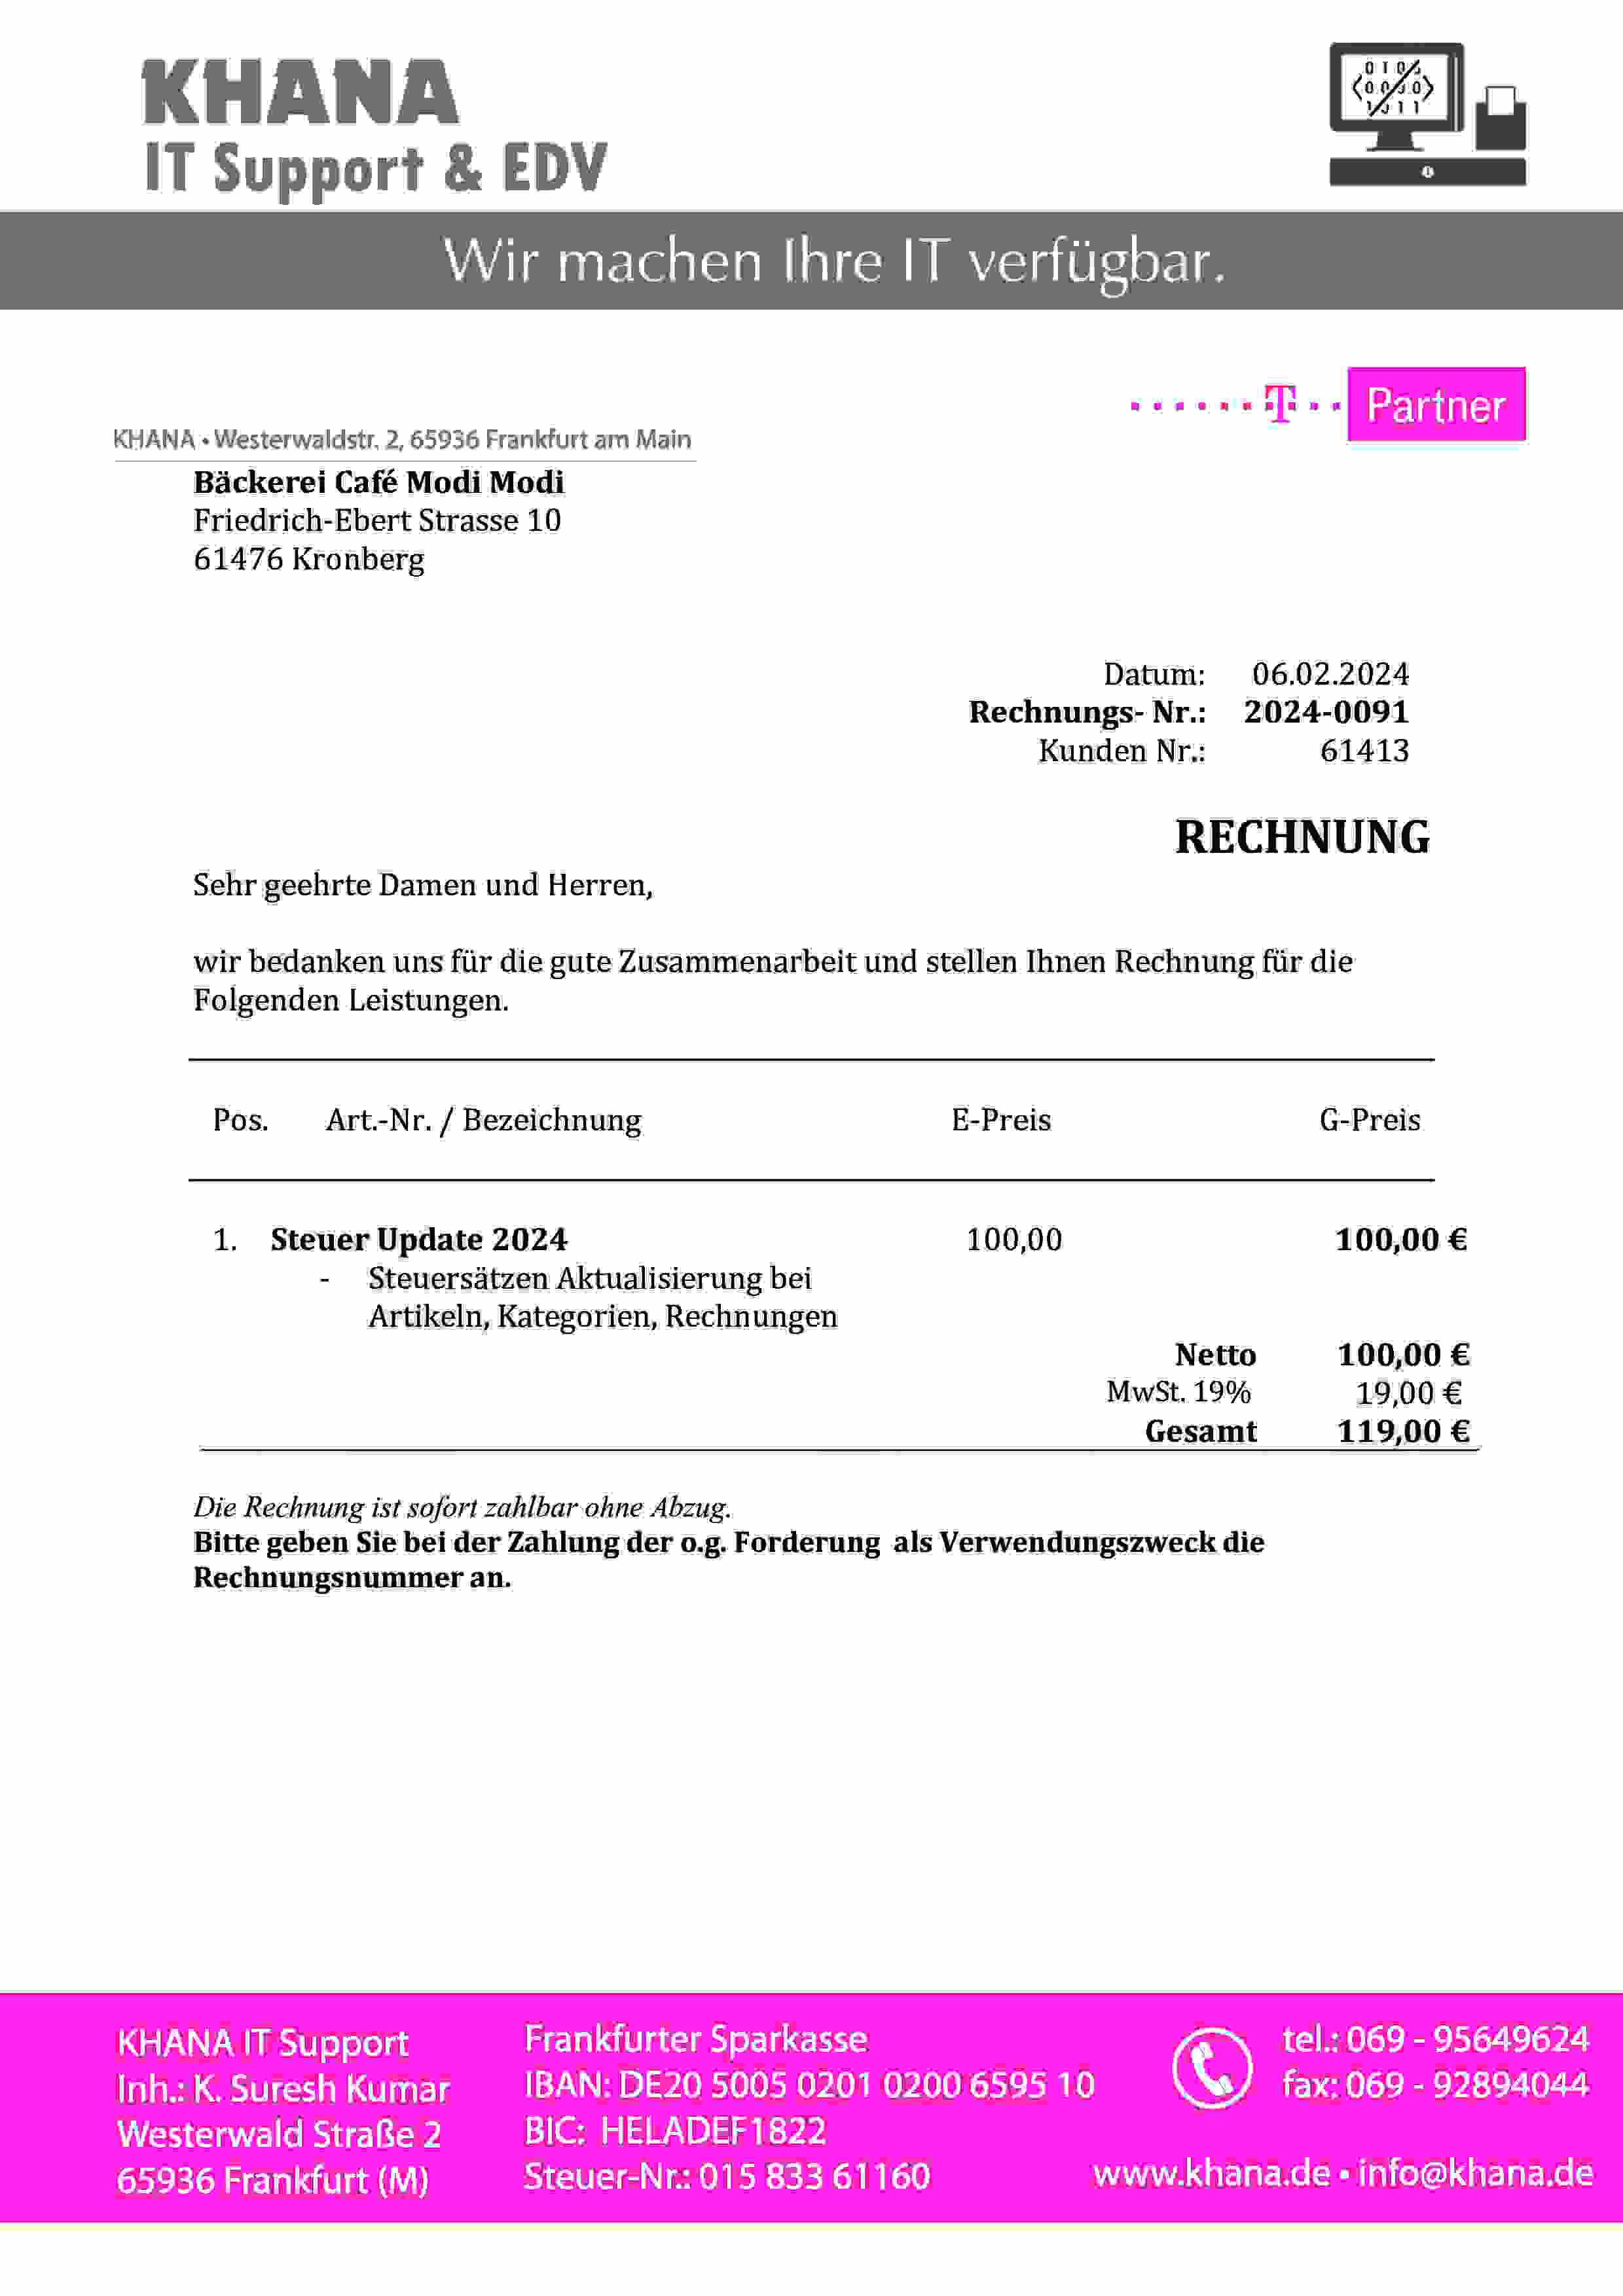 KHANA
IT Support & EDV
Wir machen Ihre IT verfügbar.
T Partner
KHANA • Westerwaldstr. 2, 65936 Frankfurt am Main
Bäckerei Café Modi Modi
Friedrich-Ebert Strasse 10
61476 Kronberg
Datum: 06.02.2024
Rechnungs- Nr.: 2024-0091
Kunden Nr.: 61413
RECHNUNG
Sehr geehrte Damen und Herren,
wir bedanken uns für die gute Zusammenarbeit und stellen Ihnen Rechnung für die
Folgenden Leistungen.
Pos. Art.-Nr. / Bezeichnung E-Preis G-Preis
1. Steuer Update 2024 100,00 100,00 €
- Steuersätzen Aktualisierung bei
Artikeln, Kategorien, Rechnungen
Netto 100,00 €
MwSt. 19% 19,00 €
Gesamt 119,00 €
Die Rechnung ist sofort zahlbar ohne Abzug.
Bitte geben Sie bei der Zahlung der o.g. Forderung als Verwendungszweck die
Rechnungsnummer an.
KHANA IT Support
Inh.: K. Suresh Kumar
Westerwald Straße 2
65936 Frankfurt (M)
Frankfurter Sparkasse
IBAN: DE20 5005 0201 0200 6595 10
BIC: HELADEF1822
Steuer-Nr.: 015 833 61160
tel.: 069 - 95649624
fax: 069 - 92894044
www.khana.de • info@khana.de